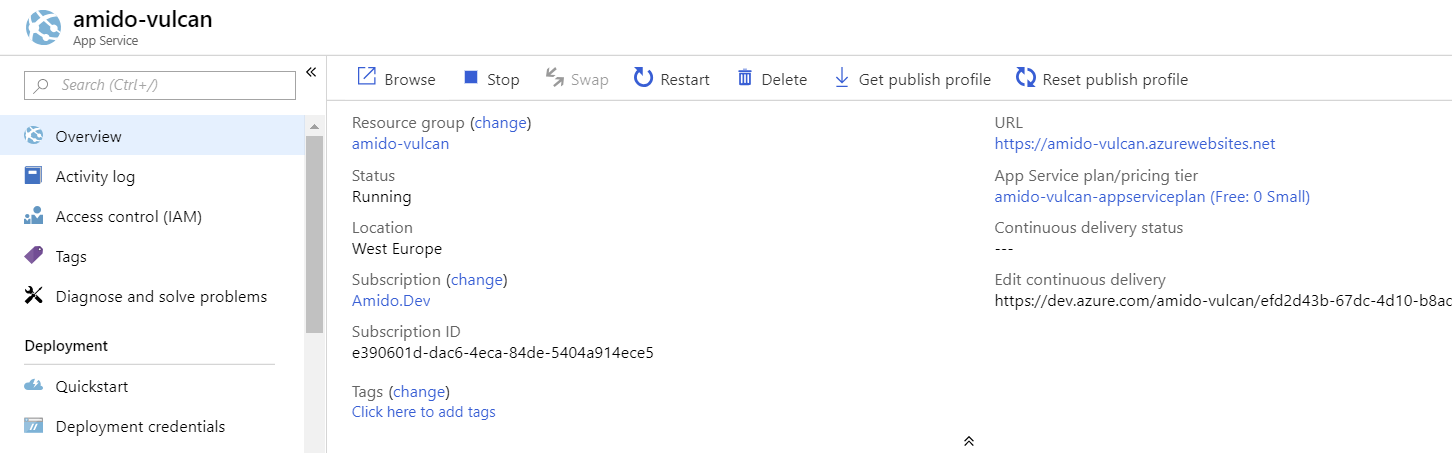 amido-vulcan
App Service
Search (Ctrl+/)
Overview
Activity log
Access control (IAM)
Tags
Diagnose and solve problems
Deployment
Quickstart
Deployment credentials
Browse Stop Swap Restart Delete Get publish profile Reset publish profile
Resource group (change)
amido-vulcan
Status
Running
Location
West Europe
Subscription (change)
Amido.Dev
Subscription ID
e390601d-dac6-4eca-84de-5404a914ece5
Tags (change)
Click here to add tags
URL
https://amido-vulcan.azurewebsites.net
App Service plan/pricing tier
amido-vulcan-appserviceplan (Free: 0 Small)
Continuous delivery status
---
Edit continuous delivery
https://dev.azure.com/amido-vulcan/efd2d43b-67dc-4d10-b8ac